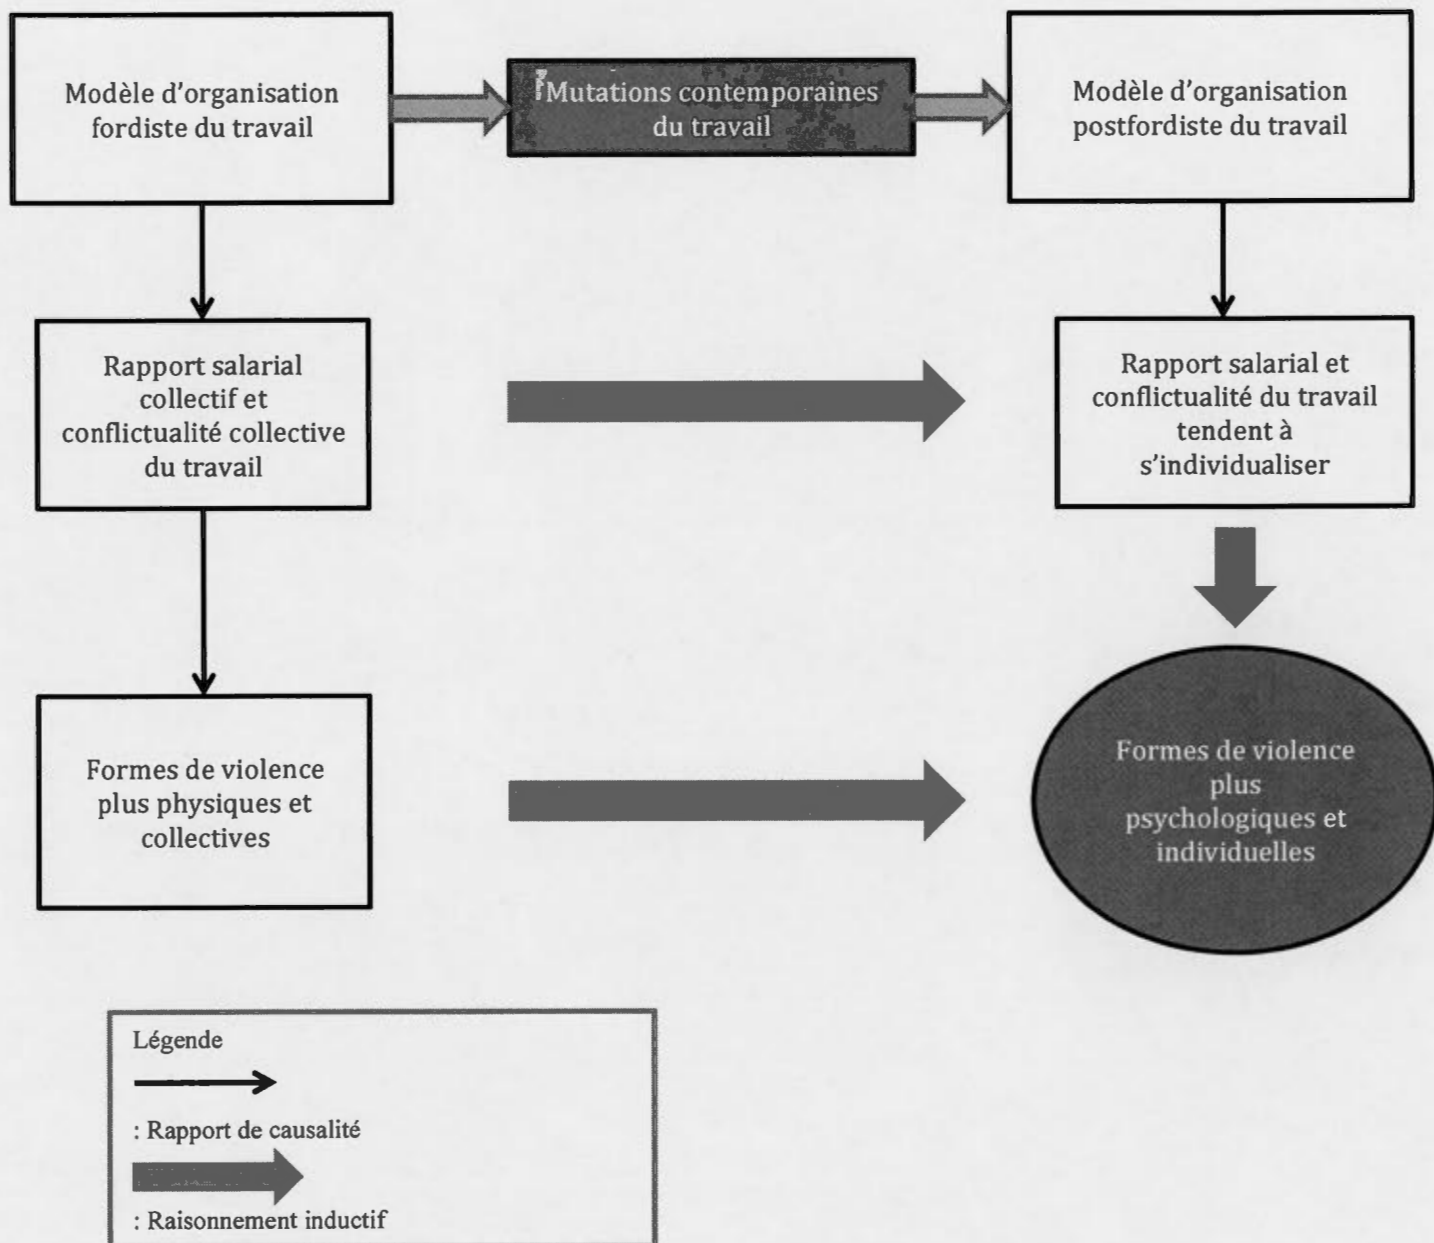 Modèle d'organisation
fordiste du travail
Mutations contemporaines
du travail
Modèle d'organisation
postfordiste du travail
Rapport salarial
collectif et
conflictualité collective
du travail
Rapport salarial et
conflictualité du travail
tendent à
s'individualiser
Formes de violence
plus physiques et
collectives
Formes de violence
plus
psychologiques et
individuelles
Légende
: Rapport de causalité
: Raisonnement inductif